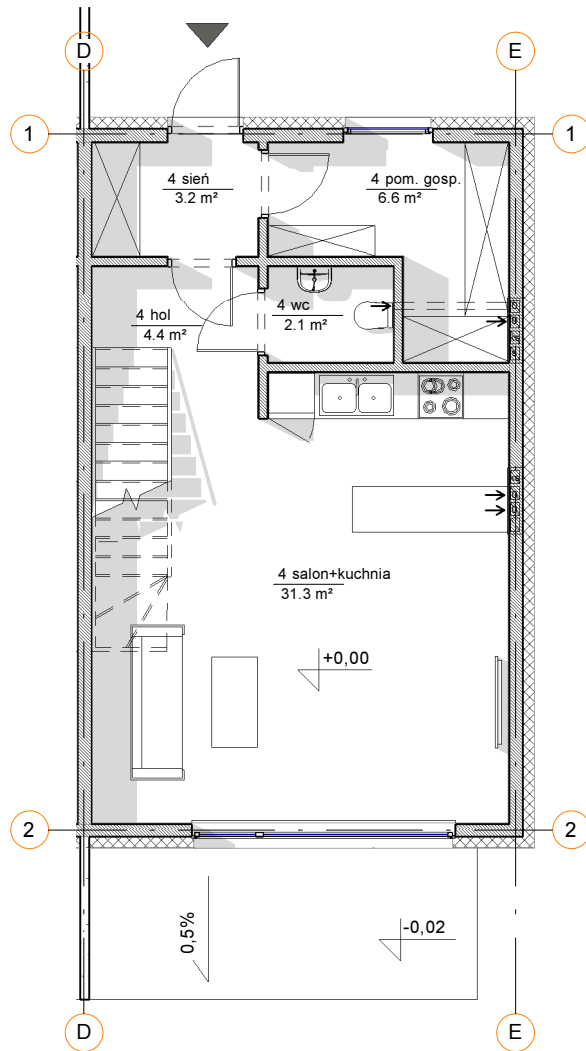 D
E
1
1
4 sień
3.2 m²
4 pom. gosp.
6.6 m²
4 hol
4.4 m²
4 wc
2.1 m²
4 salon+kuchnia
31.3 m²
+0,00
2
2
0,5%
-0,02
D
E